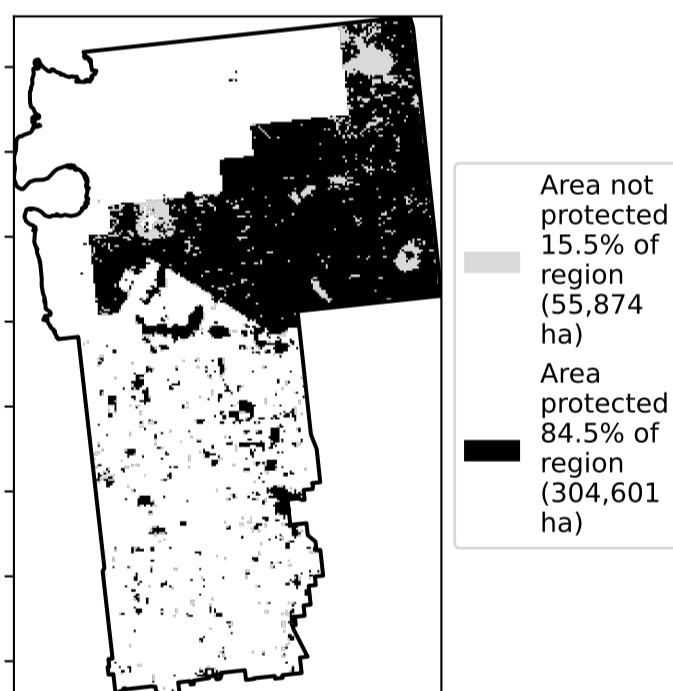 Area not
protected
15.5% of
region
(55,874
ha)
Area
protected
84.5% of
region
(304,601
ha)